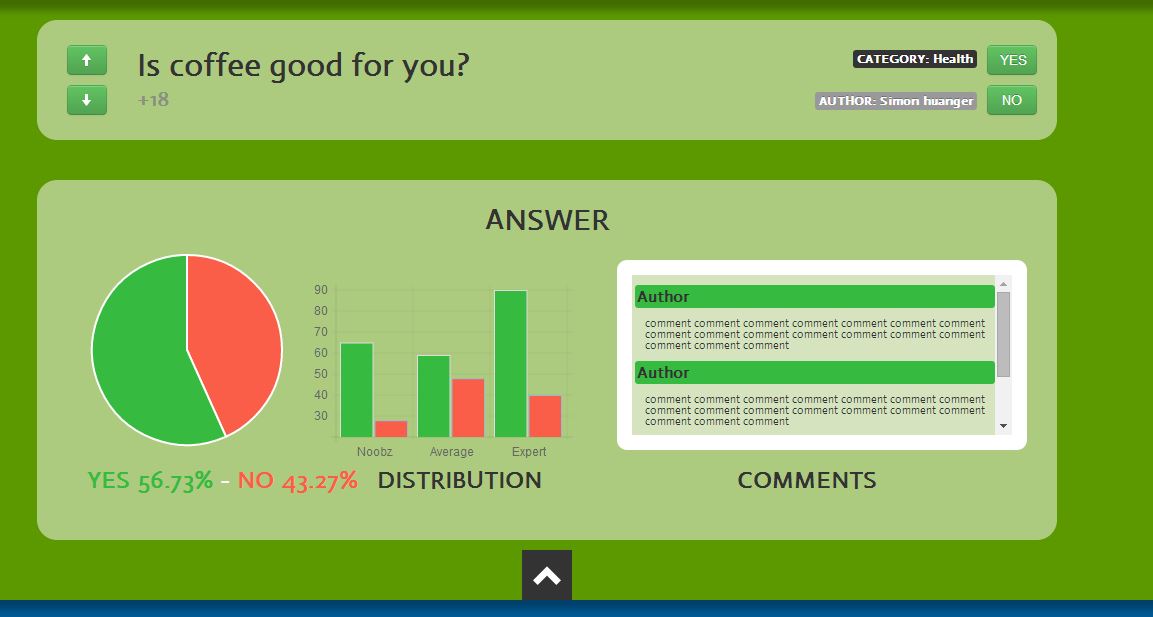 Is coffee good for you?
+18
CATEGORY: Health
YES
AUTHOR: Simon huanger
NO
ANSWER
90
80
70
60
50
40
30
Noobz Average Expert
YES 56.73% - NO 43.27%
DISTRIBUTION
Author
comment comment comment comment comment comment comment
comment comment comment comment comment comment comment
comment comment comment
Author
comment comment comment comment comment comment comment
comment comment comment comment comment comment comment
comment comment comment
COMMENTS